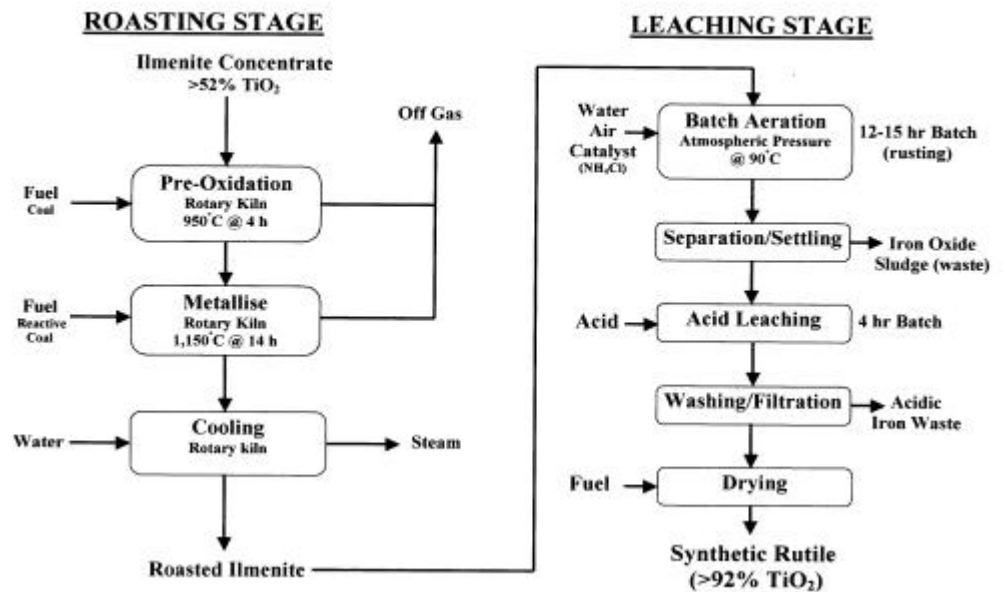 ROASTING STAGE
Ilmenite Concentrate
>52% TiO₂
Off Gas
Fuel
Coal
Pre-Oxidation
Rotary Kiln
950°C @ 4 h
Fuel
Reactive
Coal
Metallise
Rotary Kiln
1,150°C @ 14 h
Water
Cooling
Rotary kiln
Steam
Roasted Ilmenite
LEACHING STAGE
Water
Air
Catalyst
(NH₄Cl)
Batch Aeration
Atmospheric Pressure
@ 90°C
12-15 hr Batch
(rusting)
Separation/Settling
Iron Oxide
Sludge (waste)
Acid
Acid Leaching
4 hr Batch
Washing/Filtration
Acidic
Iron Waste
Fuel
Drying
Synthetic Rutile
(>92% TiO₂)